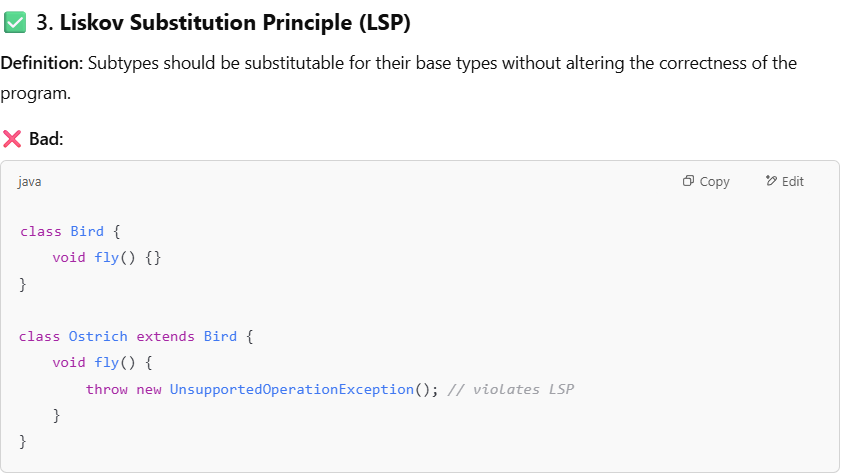 ✅ 3. Liskov Substitution Principle (LSP)
Definition: Subtypes should be substitutable for their base types without altering the correctness of the
program.
❌ Bad:
java Copy Edit
class Bird {
    void fly() {}
}
class Ostrich extends Bird {
    void fly() {
        throw new UnsupportedOperationException(); // violates LSP
    }
}